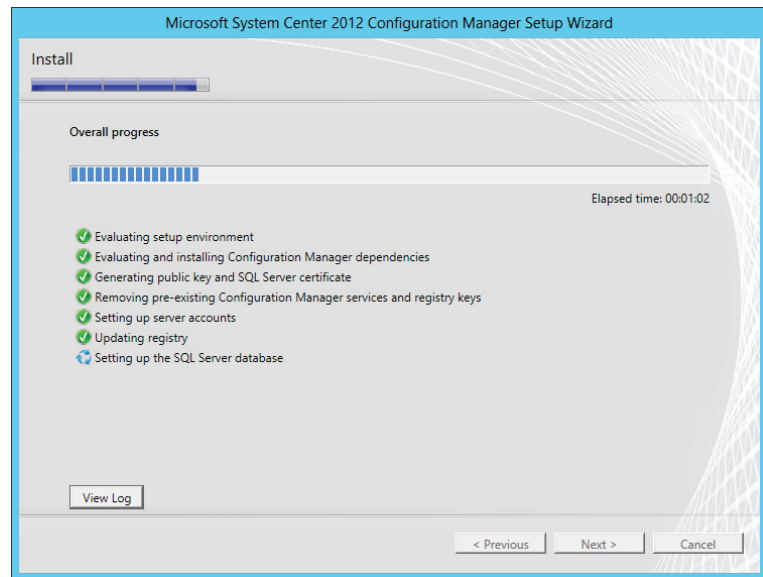 Microsoft System Center 2012 Configuration Manager Setup Wizard
Install
Overall progress
Elapsed time: 00:01:02
Evaluating setup environment
Evaluating and installing Configuration Manager dependencies
Generating public key and SQL Server certificate
Removing pre-existing Configuration Manager services and registry keys
Setting up server accounts
Updating registry
Setting up the SQL Server database
View Log
< Previous Next > Cancel